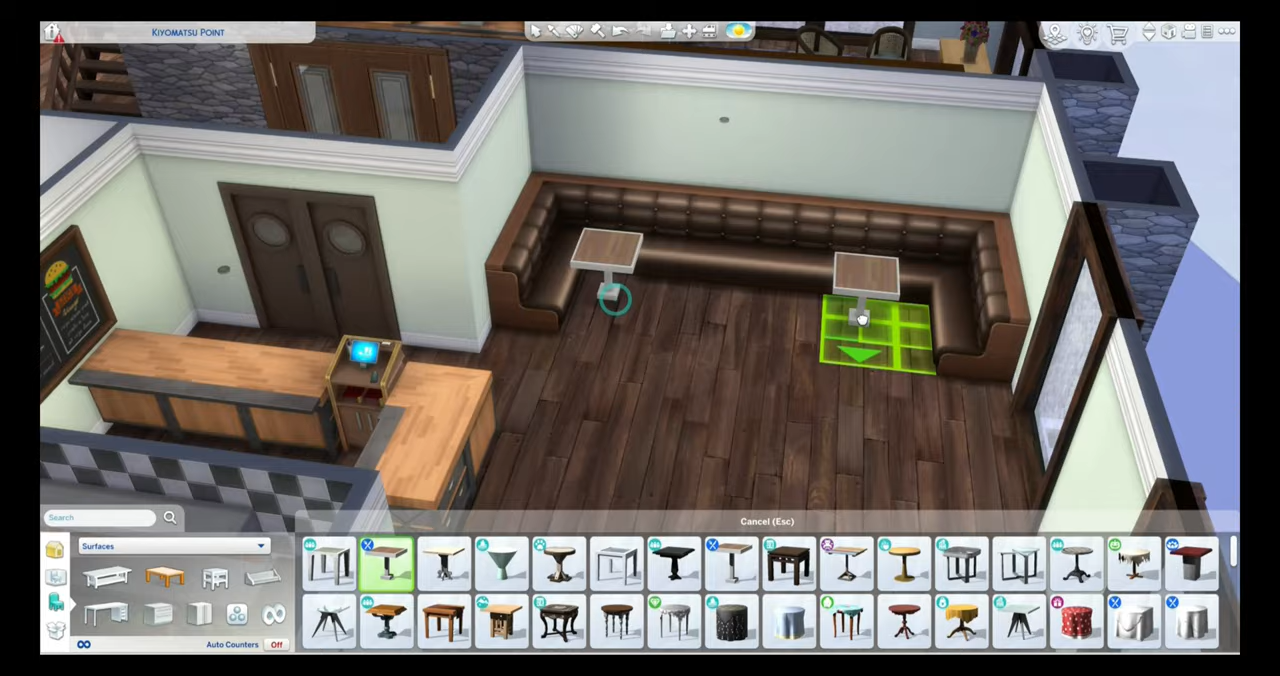 KIYOMATSU POINT
Cancel (Esc)
Search
Surfaces
Auto Counters
Off